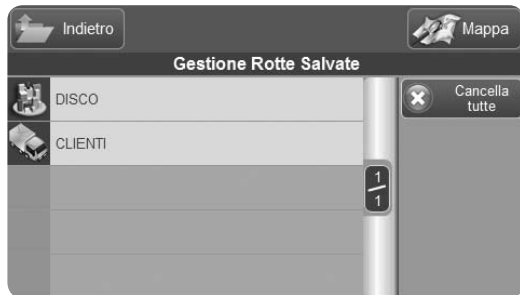 Indietro
Mappa
Gestione Rotte Salvate
DISCO
Cancella
tutte
CLIENTI
1
1